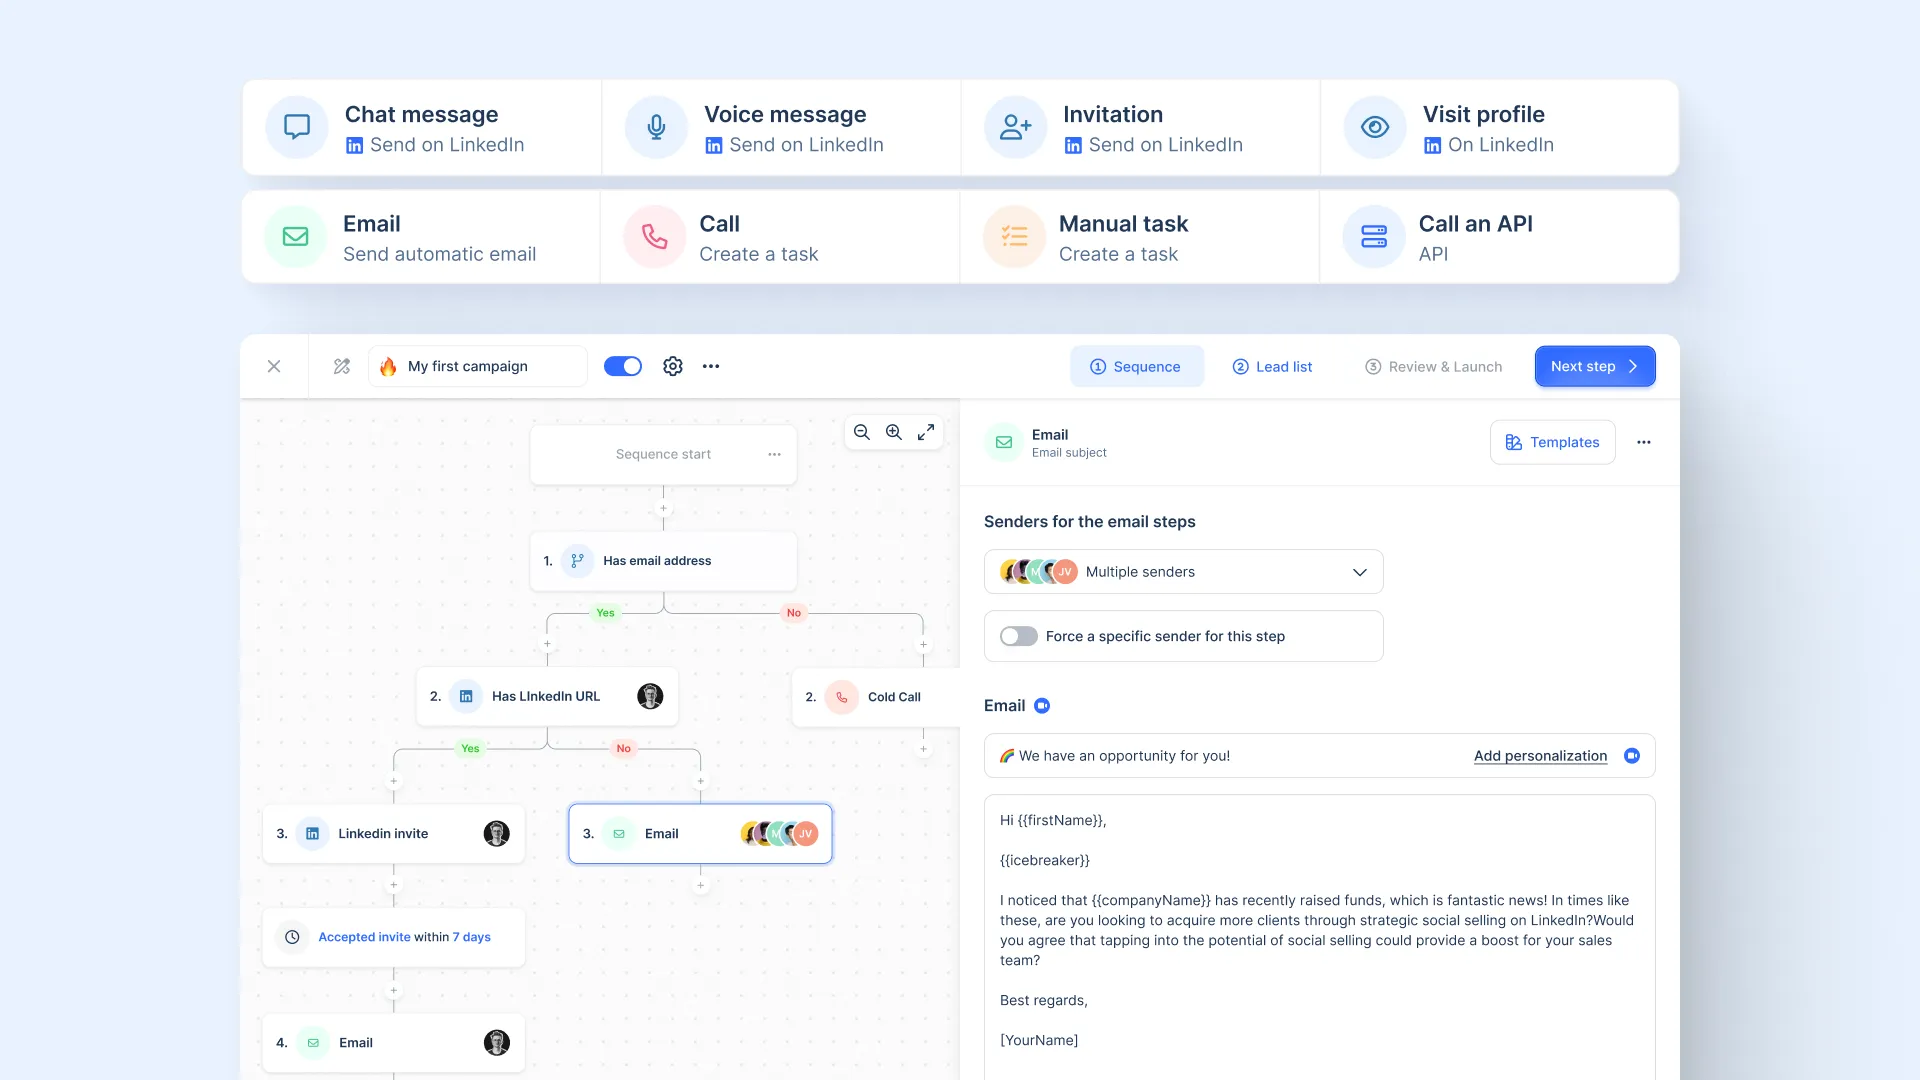 Chat message
Send on LinkedIn
Voice message
Send on LinkedIn
Invitation
Send on LinkedIn
Visit profile
On LinkedIn
Email
Send automatic email
Call
Create a task
Manual task
Create a task
Call an API
API
My first campaign
1 Sequence
2 Lead list
3 Review & Launch
Next step
Sequence start
1. Has email address
Yes
No
2. Has LInkedIn URL
2. Cold Call
Yes
No
3. Linkedin invite
3. Email
M JV
Accepted invite within 7 days
4. Email
Email
Email subject
Templates
Senders for the email steps
M JV Multiple senders
Force a specific sender for this step
Email
🌈 We have an opportunity for you!
Add personalization
Hi {{firstName}},
{{icebreaker}}
I noticed that {{companyName}} has recently raised funds, which is fantastic news! In times like
these, are you looking to acquire more clients through strategic social selling on LinkedIn?Would
you agree that tapping into the potential of social selling could provide a boost for your sales
team?
Best regards,
[YourName]